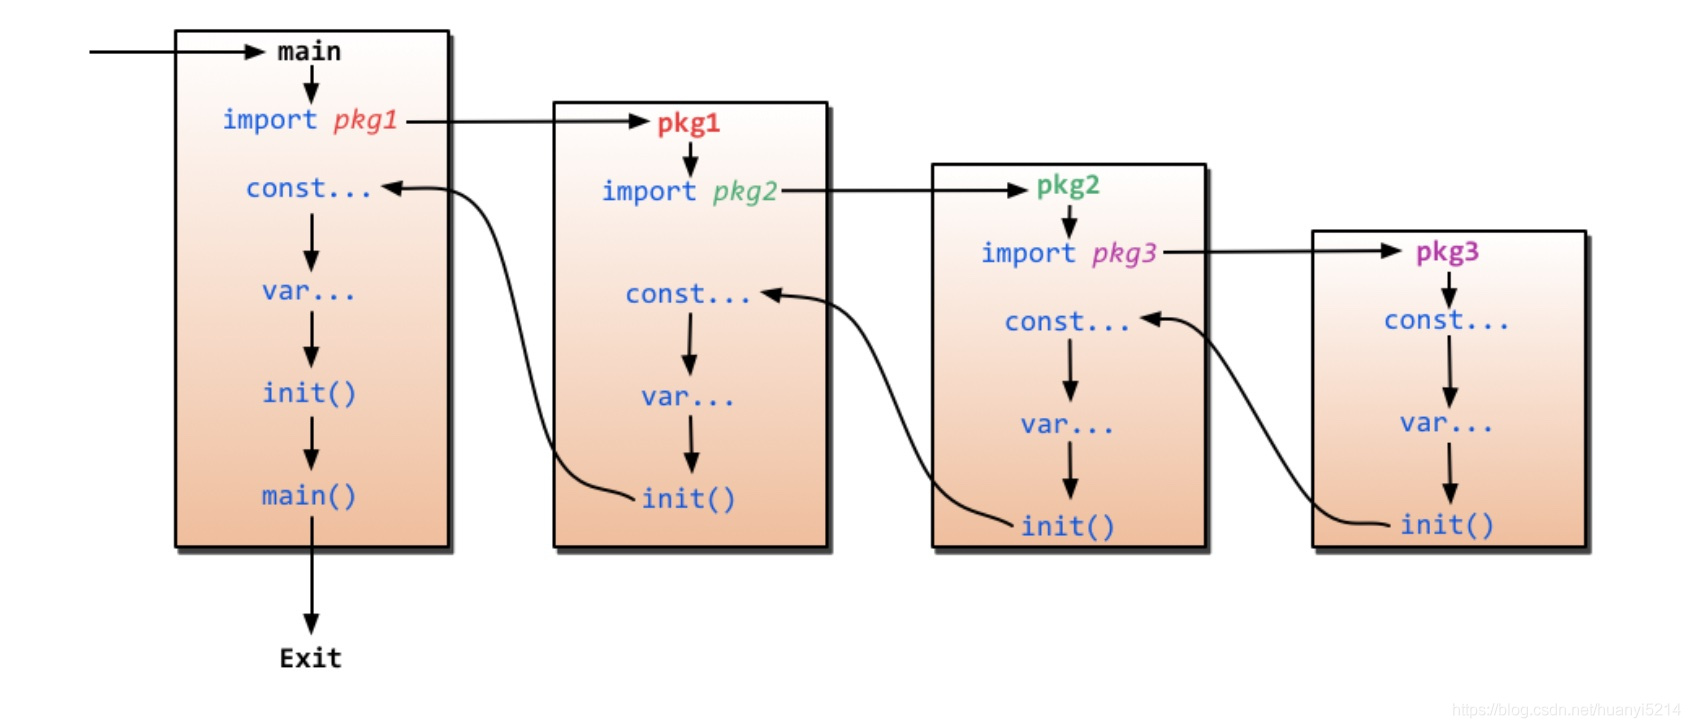 main
import pkg1
const...
var...
init()
main()
Exit
pkg1
import pkg2
const...
var...
init()
pkg2
import pkg3
const...
var...
init()
pkg3
const...
var...
init()
https://blog.csdn.net/huanyi5214